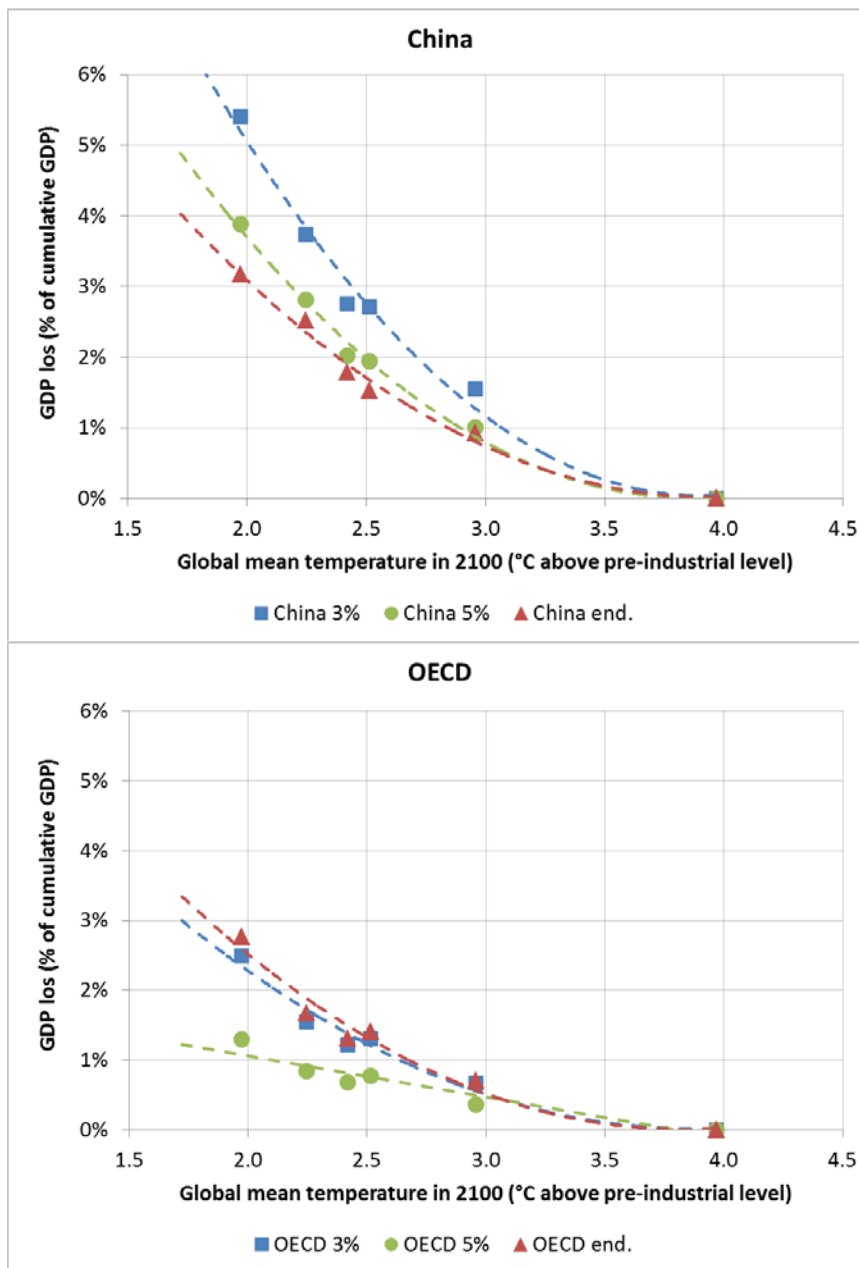 China
6%
5%
4%
3%
2%
1%
0%
GDP los (% of cumulative GDP)
1.5 2.0 2.5 3.0 3.5 4.0 4.5
Global mean temperature in 2100 (°C above pre-industrial level)
China 3% China 5% China end.
OECD
6%
5%
4%
3%
2%
1%
0%
GDP los (% of cumulative GDP)
1.5 2.0 2.5 3.0 3.5 4.0 4.5
Global mean temperature in 2100 (°C above pre-industrial level)
OECD 3% OECD 5% OECD end.